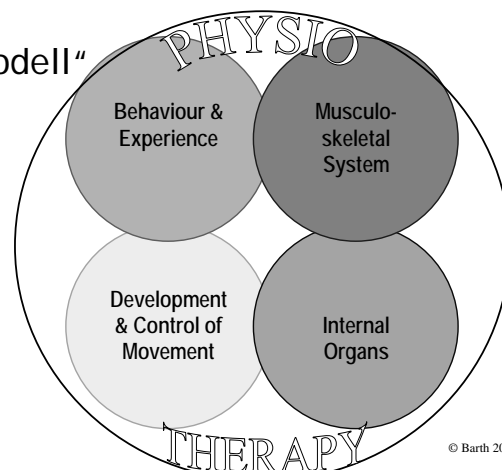 PHYSIO
odell“
Behaviour &
Experience
Musculo-
skeletal
System
Development
& Control of
Movement
Internal
Organs
THERAPY
© Barth 20